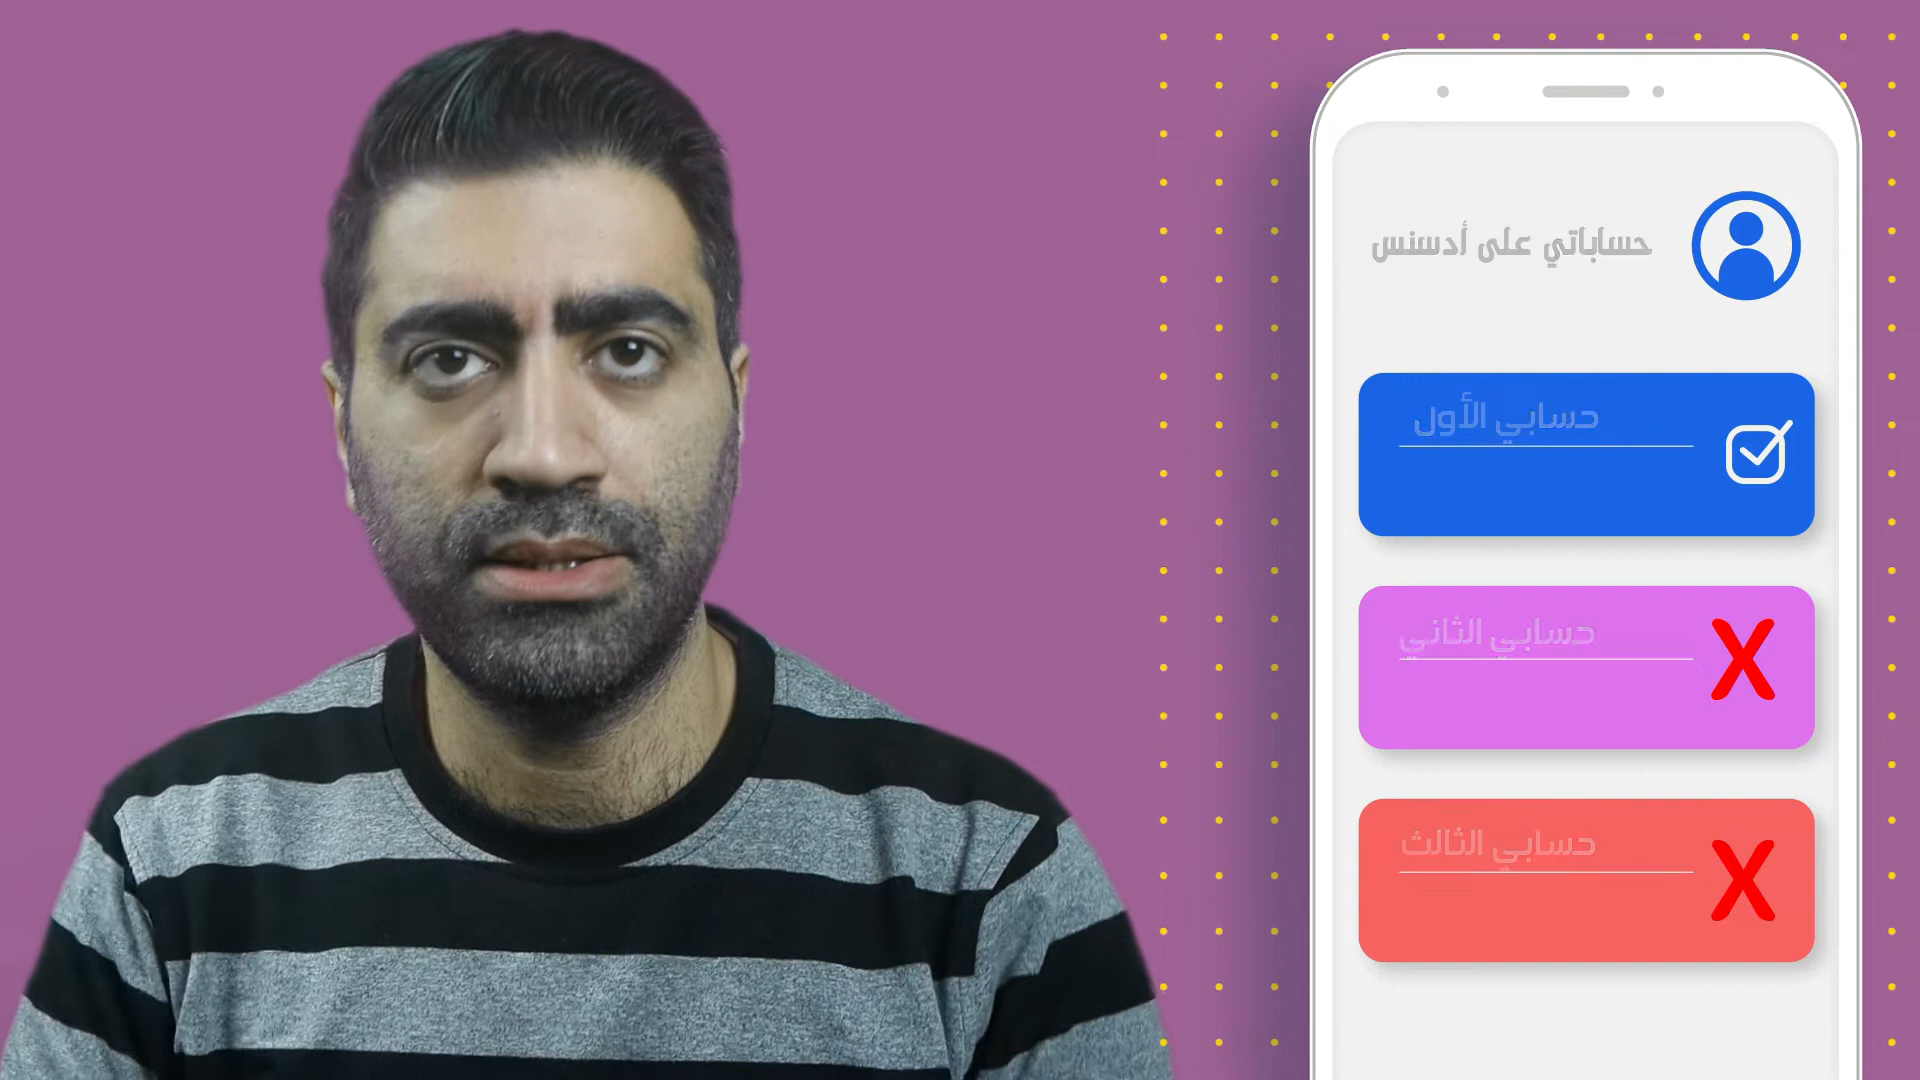 حساباتي على أدسنس
حسابي الأول
حسابي الثاني
X
حسابي الثالث
X